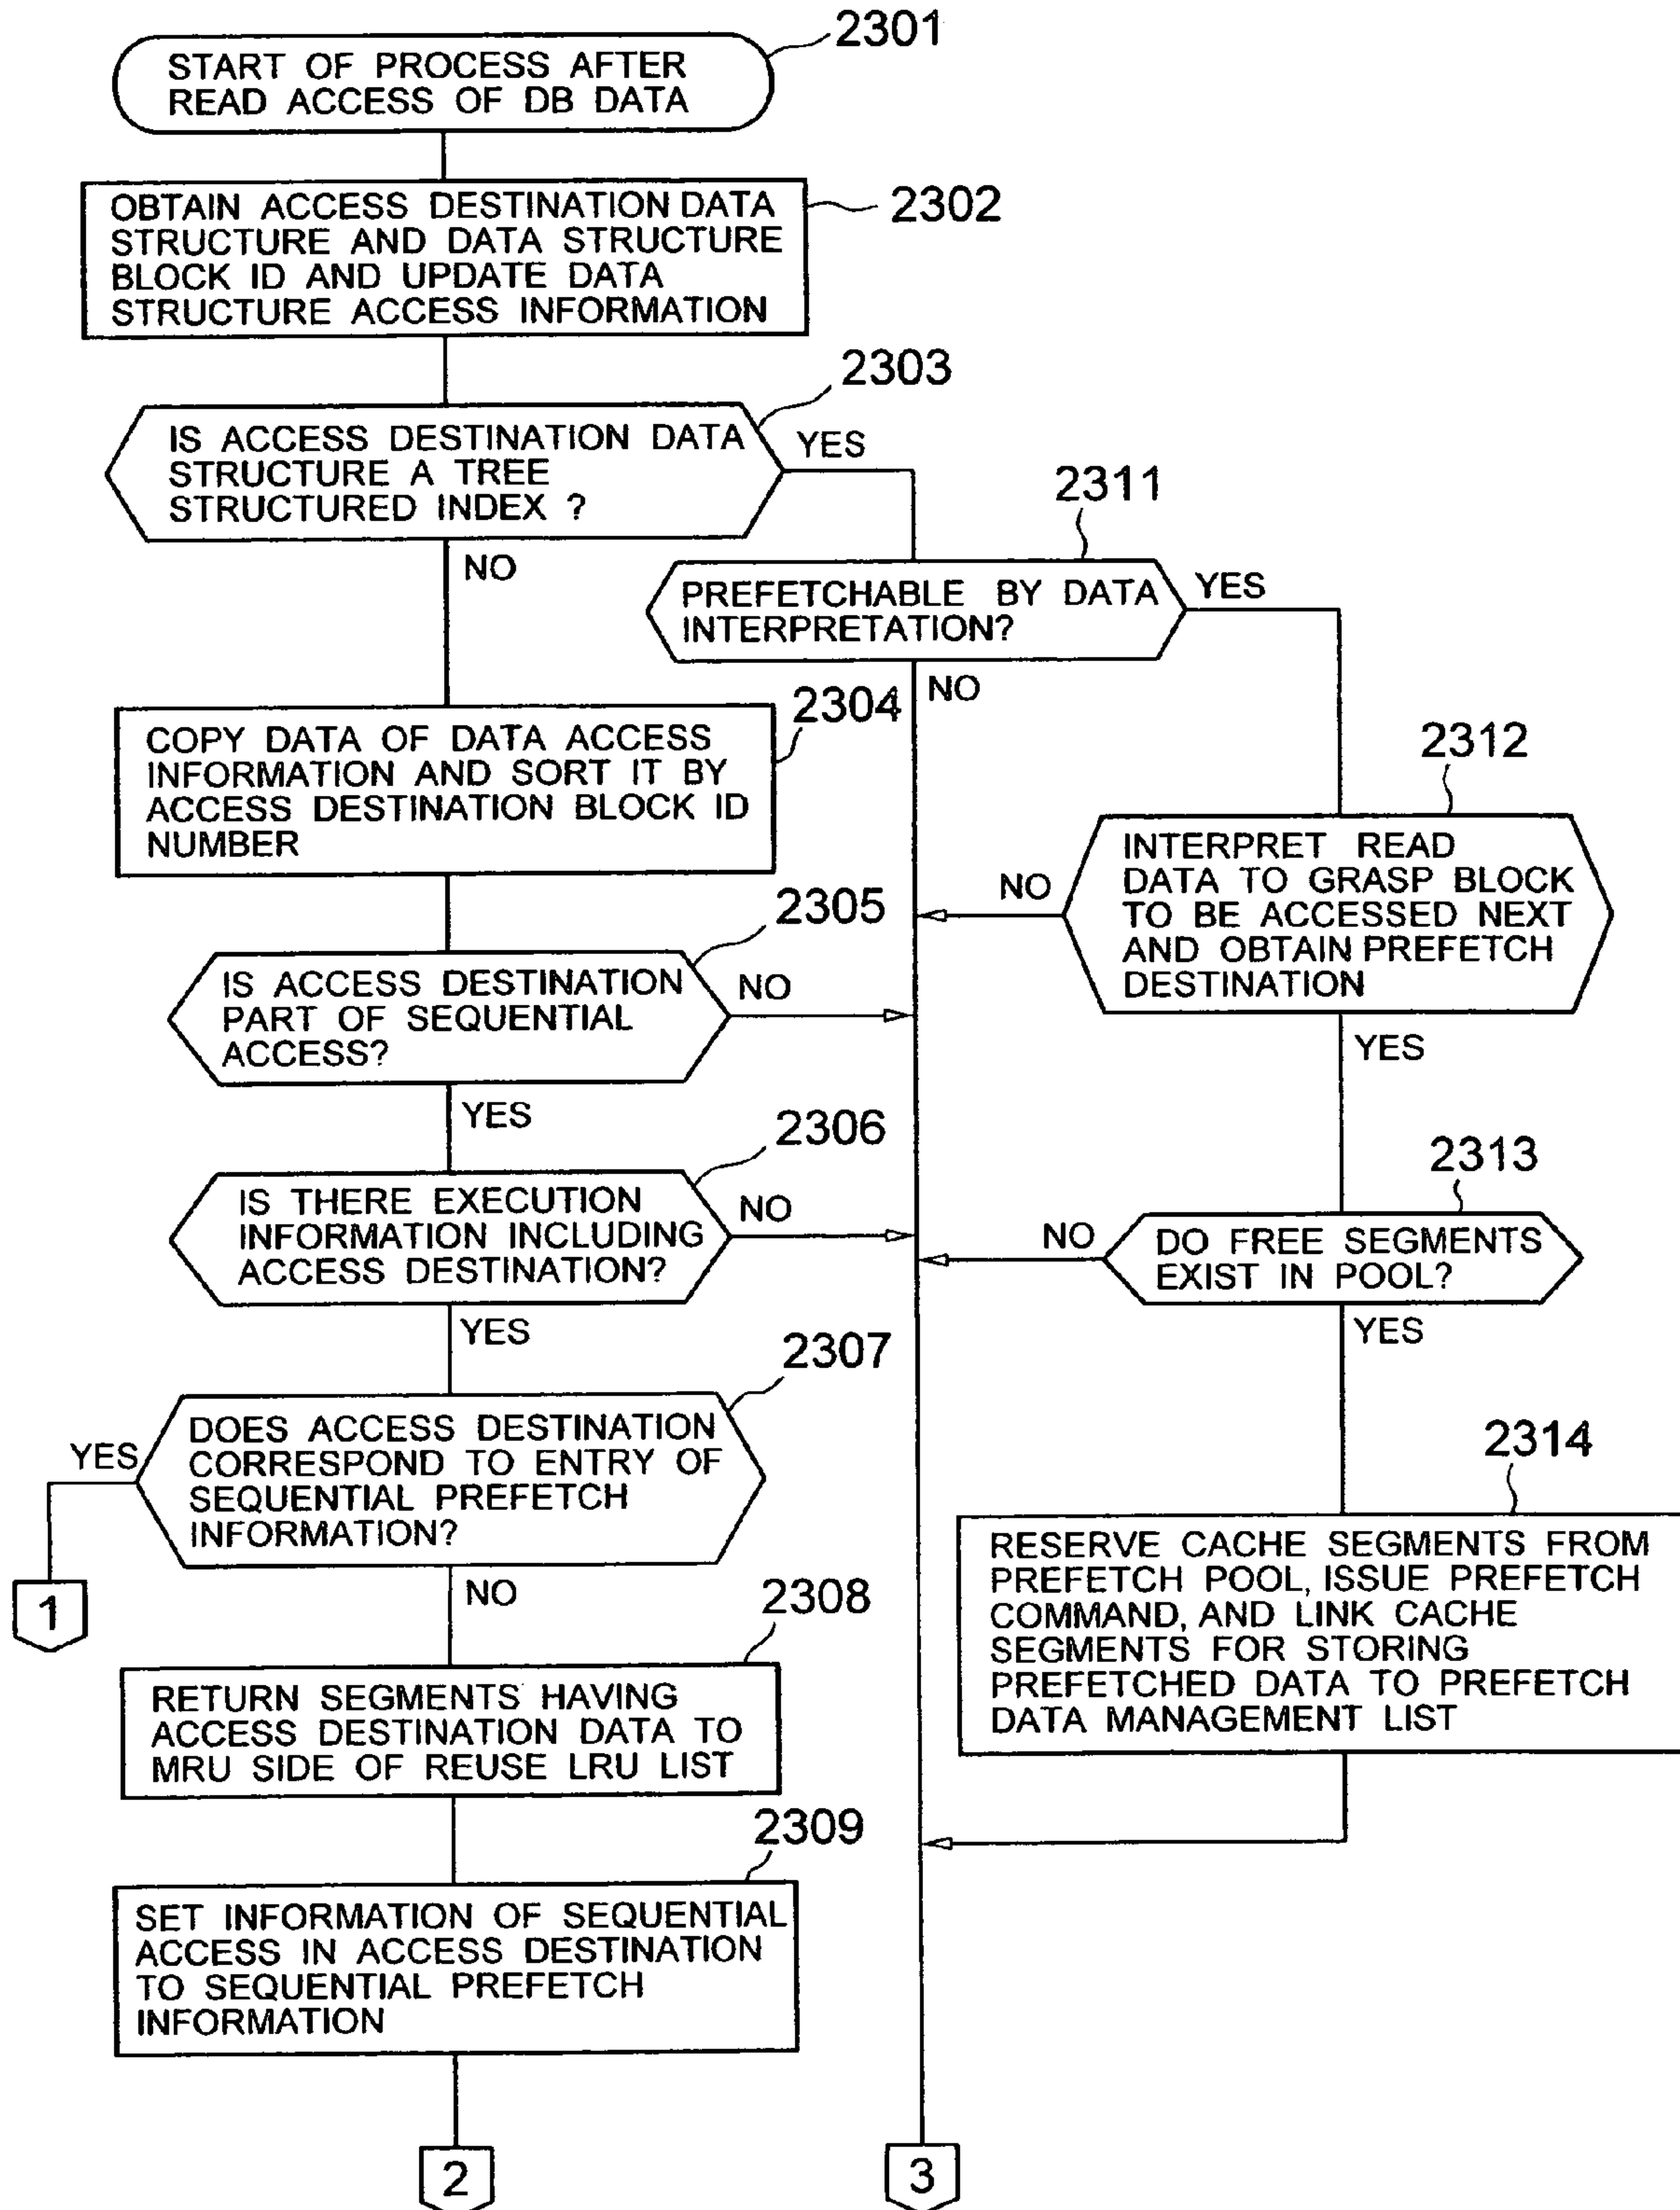 2301
START OF PROCESS AFTER
READ ACCESS OF DB DATA
2302
OBTAIN ACCESS DESTINATION DATA
STRUCTURE AND DATA STRUCTURE
BLOCK ID AND UPDATE DATA
STRUCTURE ACCESS INFORMATION
2303
IS ACCESS DESTINATION DATA
STRUCTURE A TREE
STRUCTURED INDEX ?
YES
NO
2311
PREFETCHABLE BY DATA
INTERPRETATION?
YES
NO
2304
COPY DATA OF DATA ACCESS
INFORMATION AND SORT IT BY
ACCESS DESTINATION BLOCK ID
NUMBER
2312
INTERPRET READ
DATA TO GRASP BLOCK
TO BE ACCESSED NEXT
AND OBTAIN PREFETCH
DESTINATION
NO
YES
2305
IS ACCESS DESTINATION
PART OF SEQUENTIAL
ACCESS?
NO
YES
2306
IS THERE EXECUTION
INFORMATION INCLUDING
ACCESS DESTINATION?
NO
YES
2313
DO FREE SEGMENTS
EXIST IN POOL?
NO
YES
2307
DOES ACCESS DESTINATION
CORRESPOND TO ENTRY OF
SEQUENTIAL PREFETCH
INFORMATION?
YES
NO
1
2314
RESERVE CACHE SEGMENTS FROM
PREFETCH POOL, ISSUE PREFETCH
COMMAND, AND LINK CACHE
SEGMENTS FOR STORING
PREFETCHED DATA TO PREFETCH
DATA MANAGEMENT LIST
2308
RETURN SEGMENTS HAVING
ACCESS DESTINATION DATA TO
MRU SIDE OF REUSE LRU LIST
2309
SET INFORMATION OF SEQUENTIAL
ACCESS IN ACCESS DESTINATION
TO SEQUENTIAL PREFETCH
INFORMATION
2
3